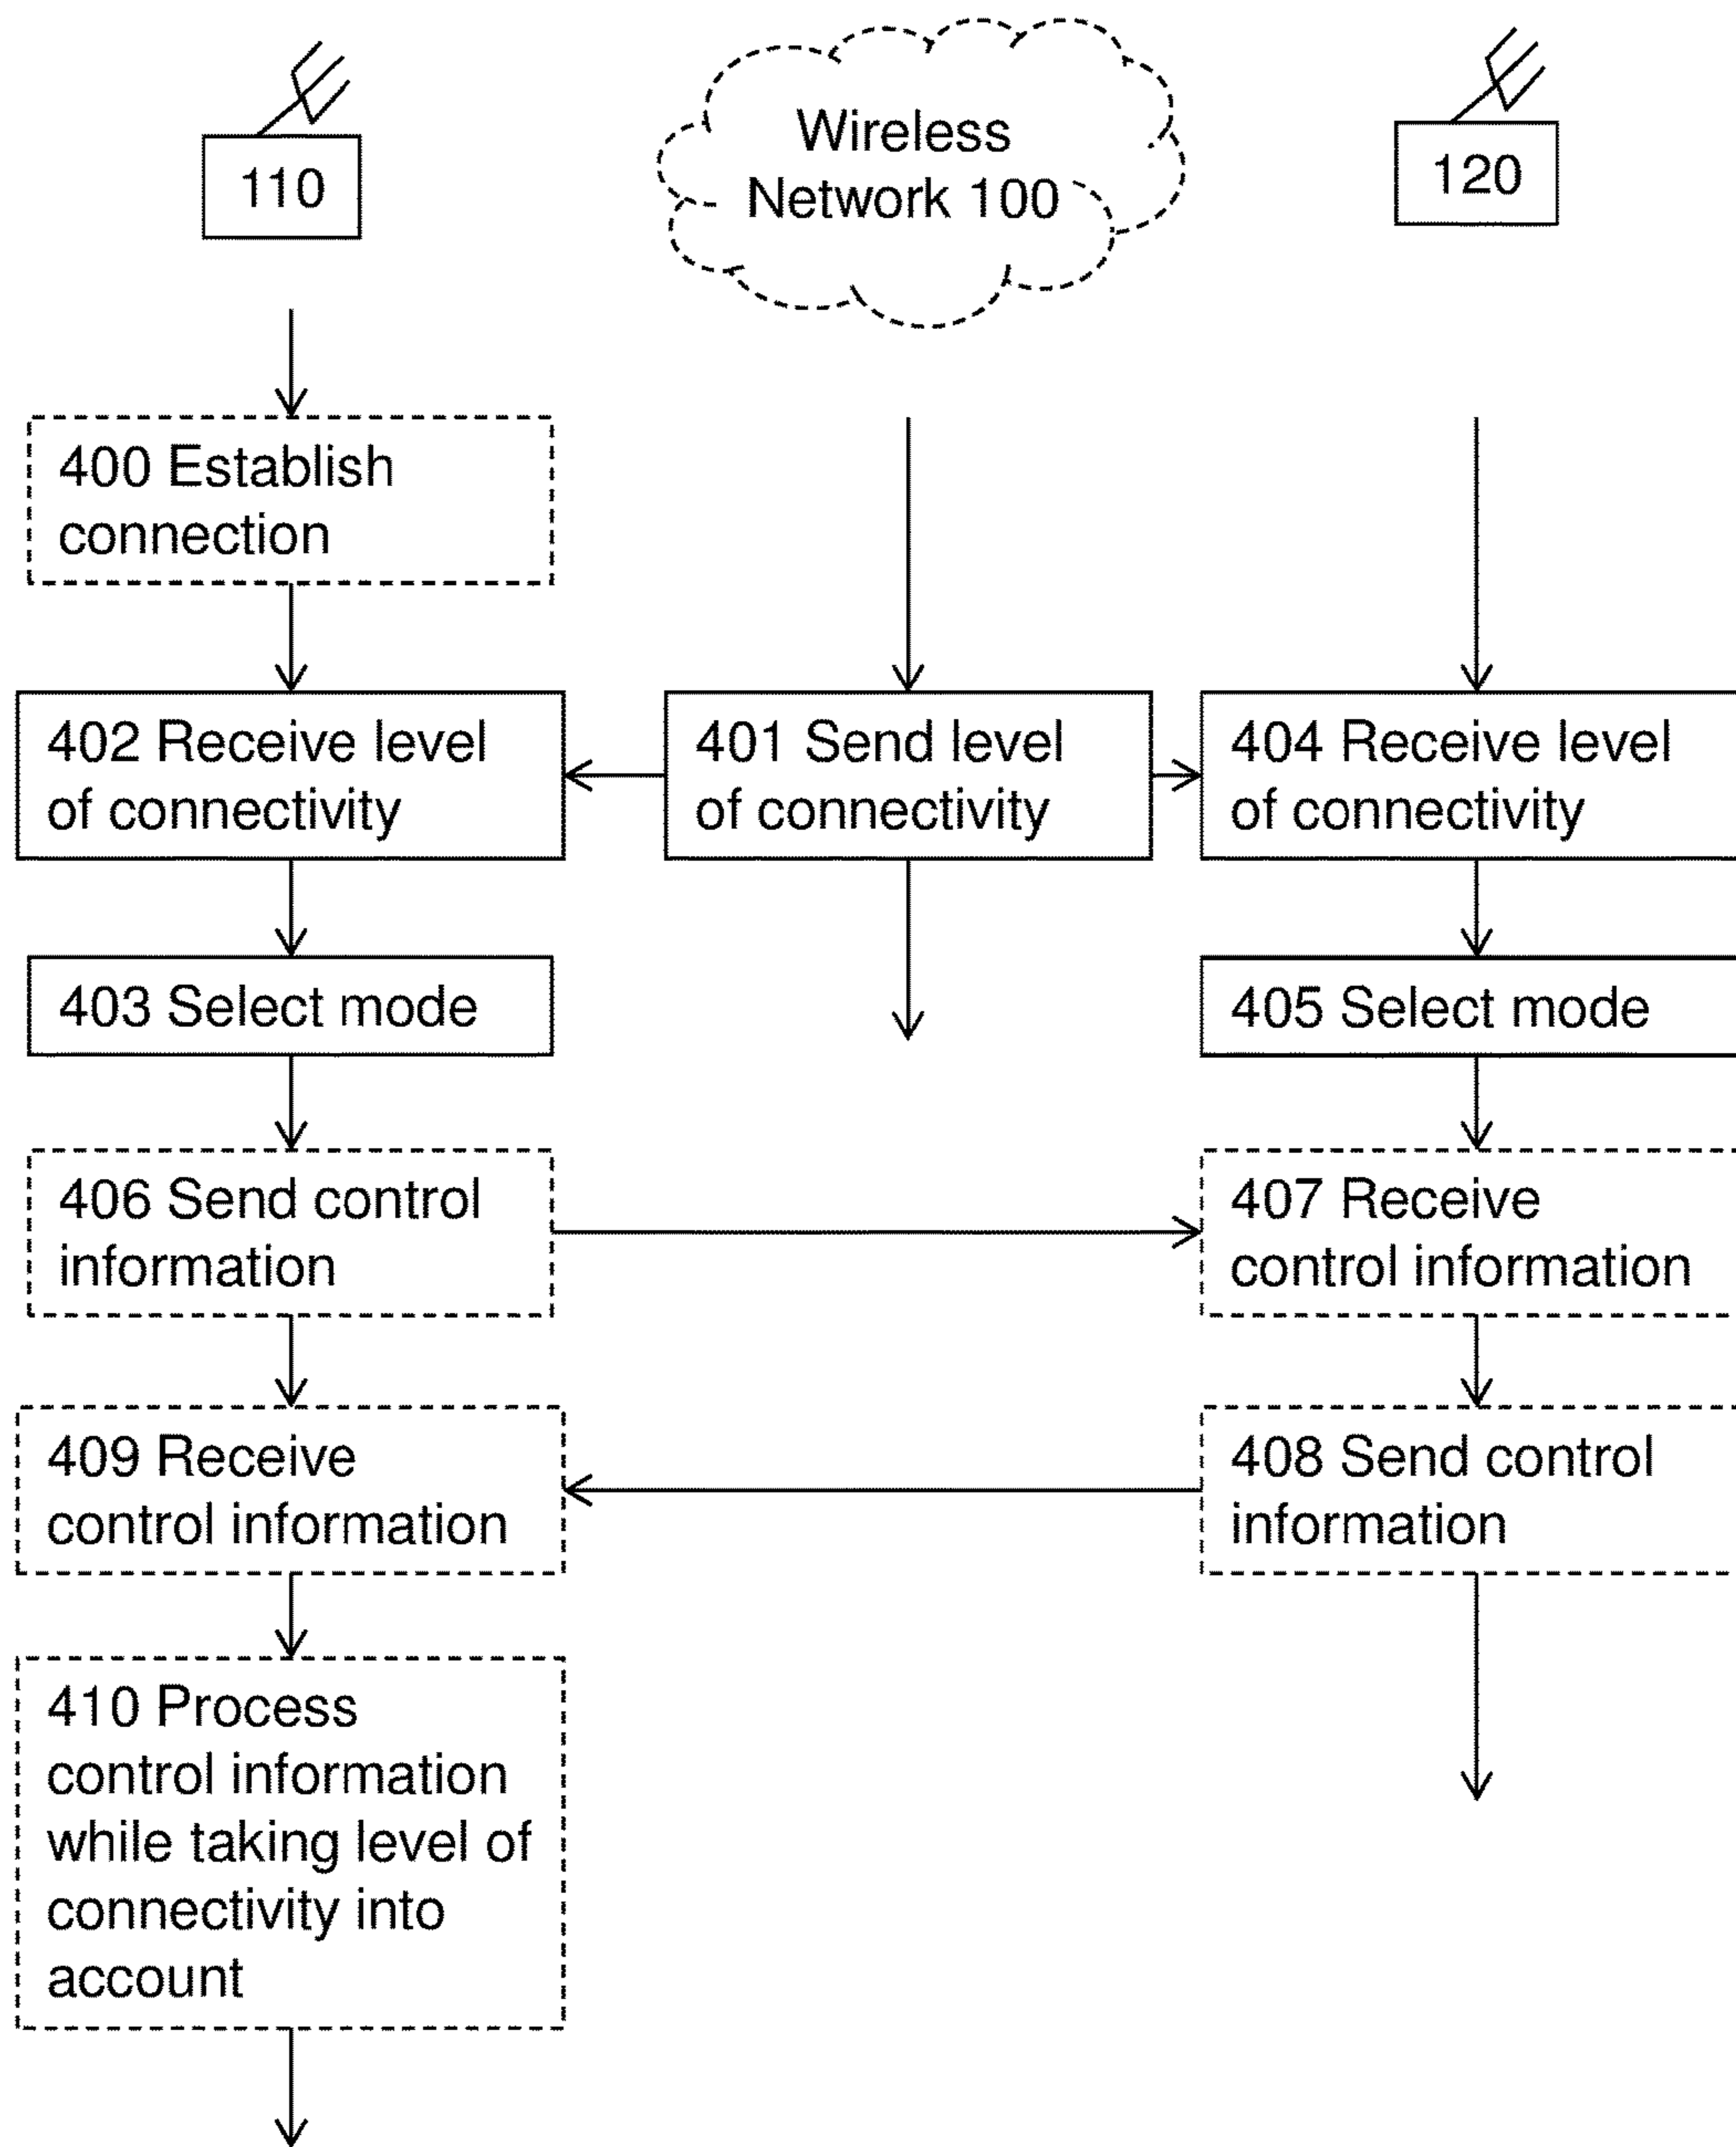 110
Wireless
Network 100
120
400 Establish
connection
402 Receive level
of connectivity
401 Send level
of connectivity
404 Receive level
of connectivity
403 Select mode
405 Select mode
406 Send control
information
407 Receive
control information
409 Receive
control information
408 Send control
information
410 Process
control information
while taking level of
connectivity into
account